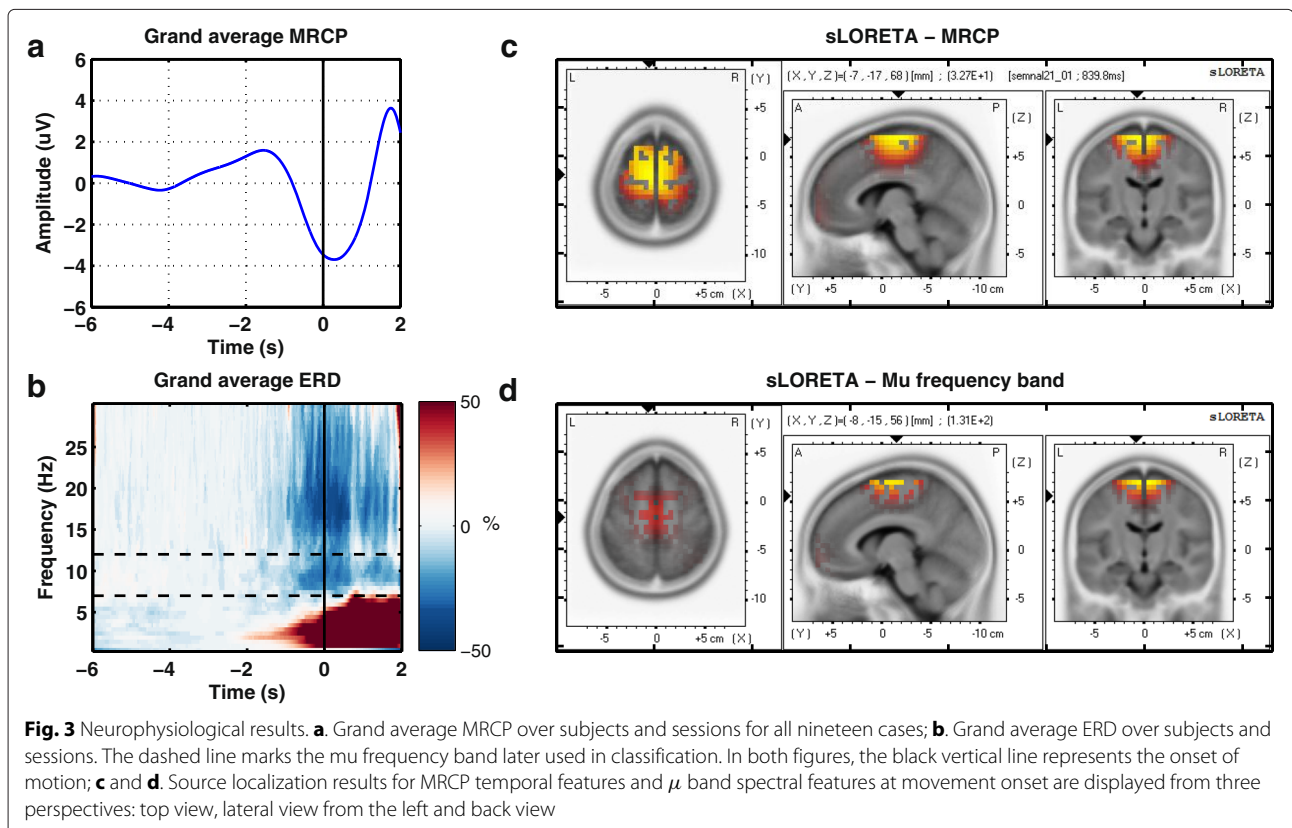 a
Grand average MRCP
Amplitude (uV)
6
4
2
0
−2
−4
6
−6
−4
−2
0
2
Time (s)
c
sLORETA − MRCP
L
R
(Y)
+5
0
-5
-10
-5
0
+5 cm
(X)
(X, Y, Z)=( -7, -17, 68) [mm] ; (3.27E+1)
[semnal21_01 ; 839.8ms]
sLORETA
A
P
(Z)
+5
0
-5
(Y)
+5
0
-5
-10 cm
L
R
(Z)
+5
0
-5
-5
0
+5 cm
(X)
b
Grand average ERD
Frequency (Hz)
25
20
15
10
5
−6
−4
−2
0
2
Time (s)
50
0
%
−50
d
sLORETA − Mu frequency band
L
R
(Y)
+5
0
-5
-10
-5
0
+5 cm
(X)
(X, Y, Z)=( -8, -15, 56) [mm] ; (1.31E+2)
sLORETA
A
P
(Z)
+5
0
-5
(Y)
+5
0
-5
-10 cm
L
R
(Z)
+5
0
-5
-5
0
+5 cm
(X)
Fig. 3 Neurophysiological results. a. Grand average MRCP over subjects and sessions for all nineteen cases; b. Grand average ERD over subjects and
sessions. The dashed line marks the mu frequency band later used in classification. In both figures, the black vertical line represents the onset of
motion; c and d. Source localization results for MRCP temporal features and μ band spectral features at movement onset are displayed from three
perspectives: top view, lateral view from the left and back view